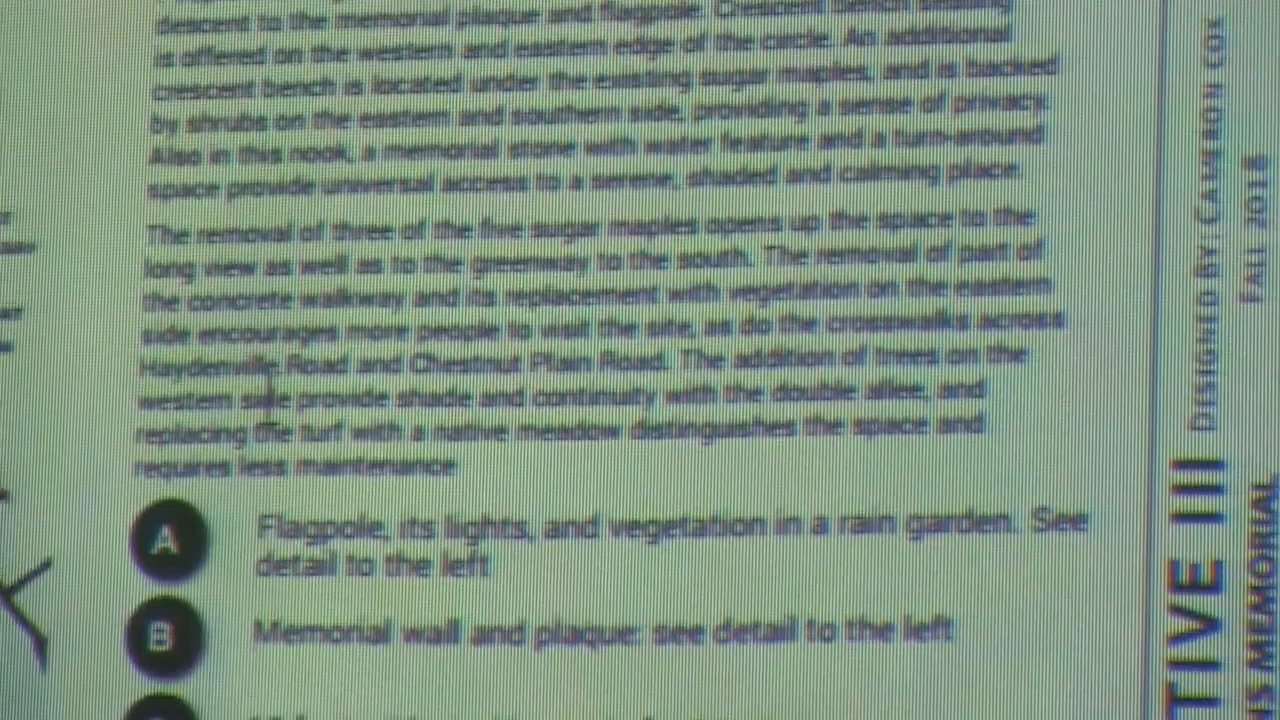 descent to the memorial plaque and flagpole. Crescent bench seating
is offered on the western and eastern edge of the circle. An additional
crescent bench is located under the existing sugar maples, and is backed
by shrubs on the eastern and southern side, providing a sense of privacy.
Also in this nook, a memorial stone with water feature and a turn-around
space provide universal access to a serene, shaded and calming place.
The removal of three of the five sugar maples opens up the space to the
long view as well as to the greenway to the south. The removal of part of
the concrete walkway and its replacement with vegetation on the eastern
side encourages more people to visit the site, as do the crosswalks across
Haydenville Road and Chestnut Plain Road. The addition of trees on the
western side provide shade and continuity with the double allee, and
replacing the turf with a native meadow distinguishes the space and
requires less maintenance
A
Flagpole, its lights, and vegetation in a rain garden. See
detail to the left
B
Memorial wall and plaque: see detail to the left
TIVE III DESIGNED BY: CAMERON COX
MEMORIAL FALL 2018